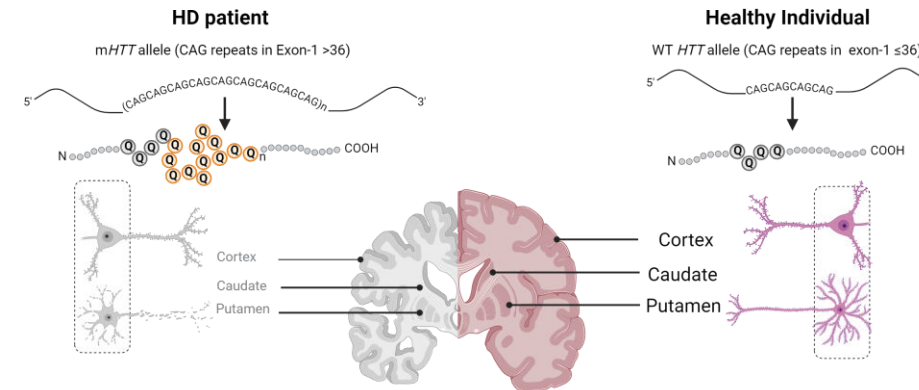 HD patient
mHTT allele (CAG repeats in Exon-1 >36)
5'
(CAGCAGCAGCAGCAGCAGCAGCAGCAG)n
3'
N
Q Q Q Q Q Q Q Q Q Q Q Q Q Q Q Q n
COOH
Cortex
Caudate
Putamen
Healthy Individual
WT HTT allele (CAG repeats in exon-1 ≤36)
5'
CAGCAGCAGCAG
3'
N
Q Q Q Q
COOH
Cortex
Caudate
Putamen